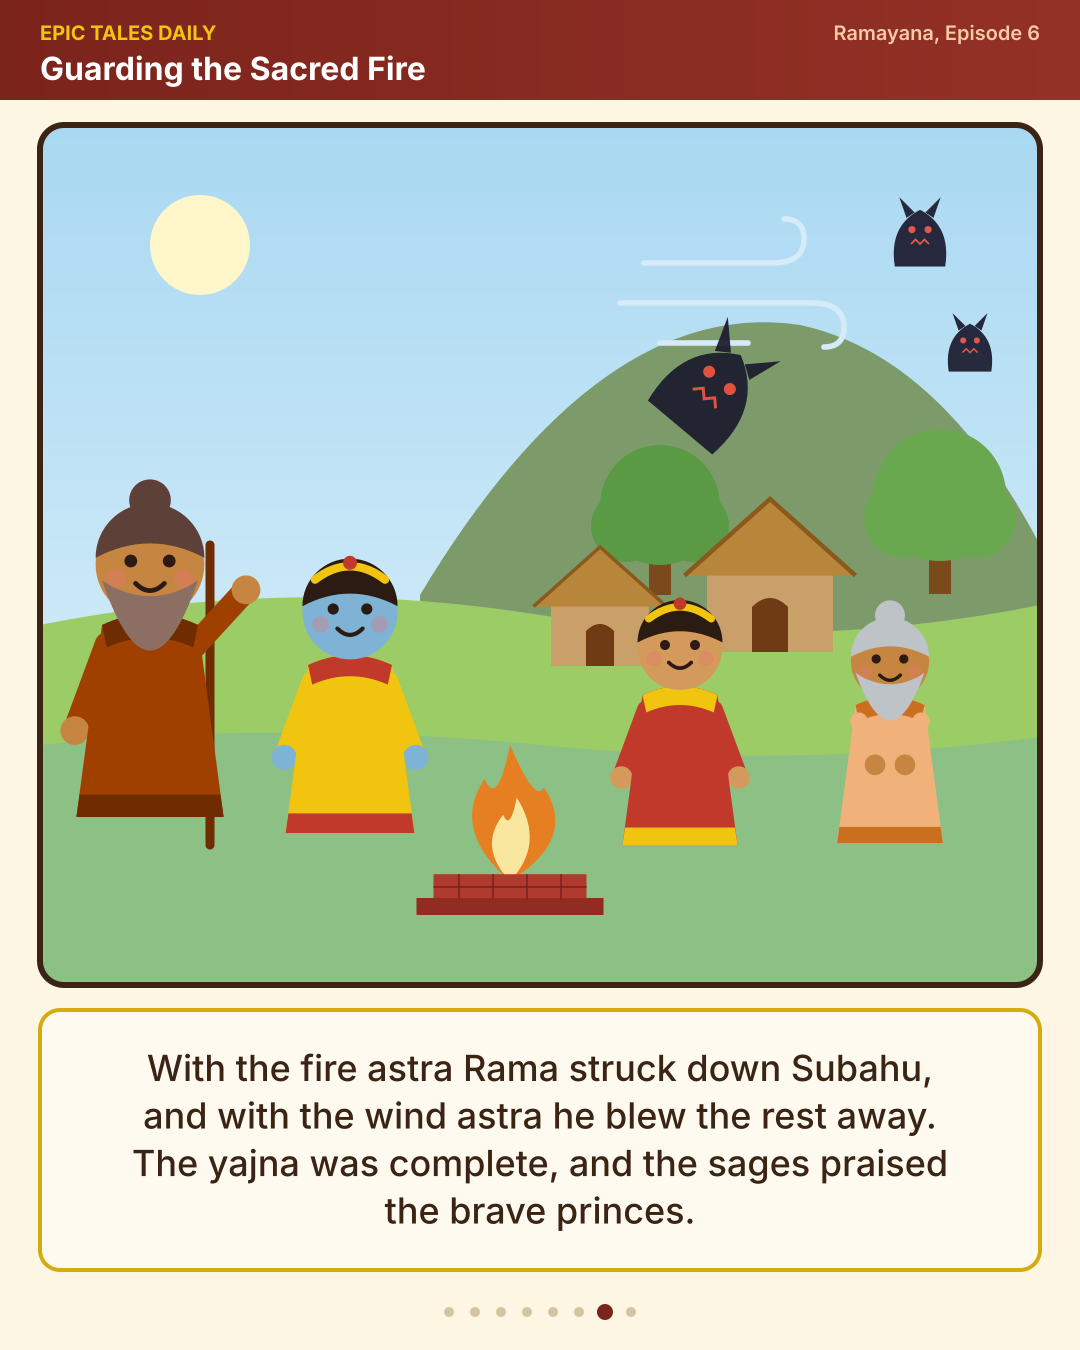 EPIC TALES DAILY
Ramayana, Episode 6
Guarding the Sacred Fire
With the fire astra Rama struck down Subahu,
and with the wind astra he blew the rest away.
The yajna was complete, and the sages praised
the brave princes.